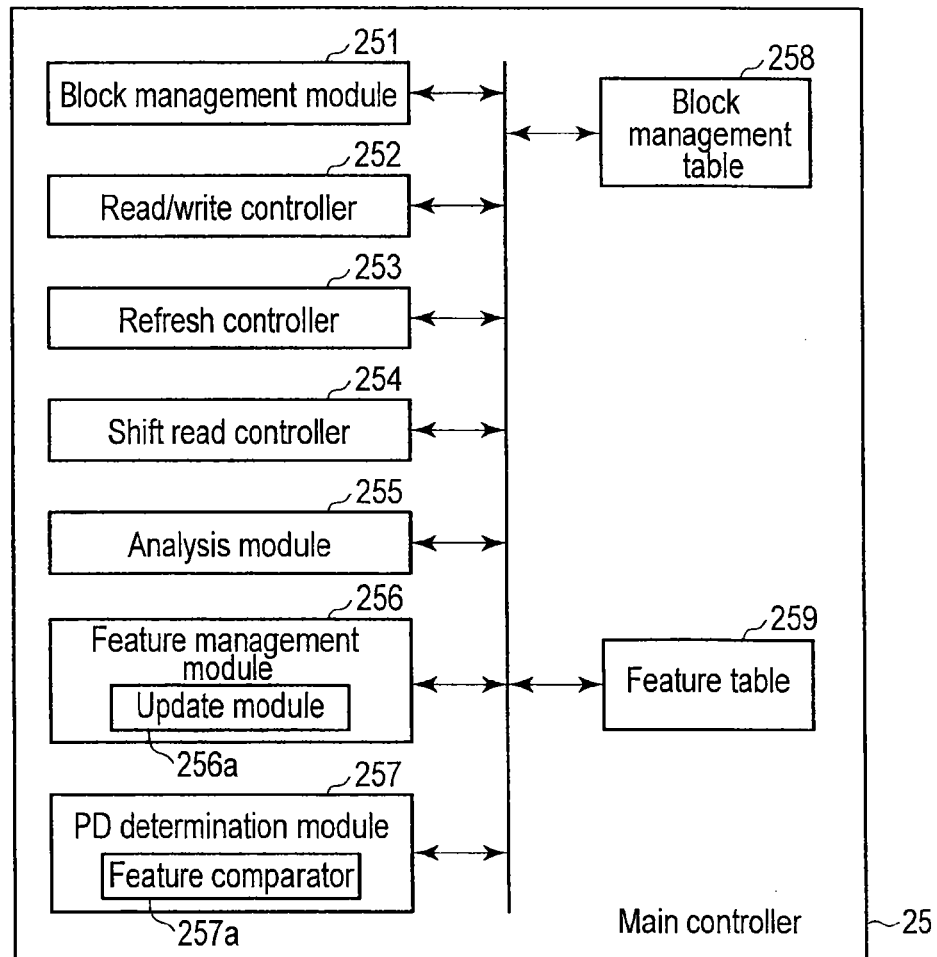 251
Block management module
258
Block
management
table
252
Read/write controller
253
Refresh controller
254
Shift read controller
255
Analysis module
256
Feature management
module
Update module
256a
259
Feature table
257
PD determination module
Feature comparator
257a
Main controller
25